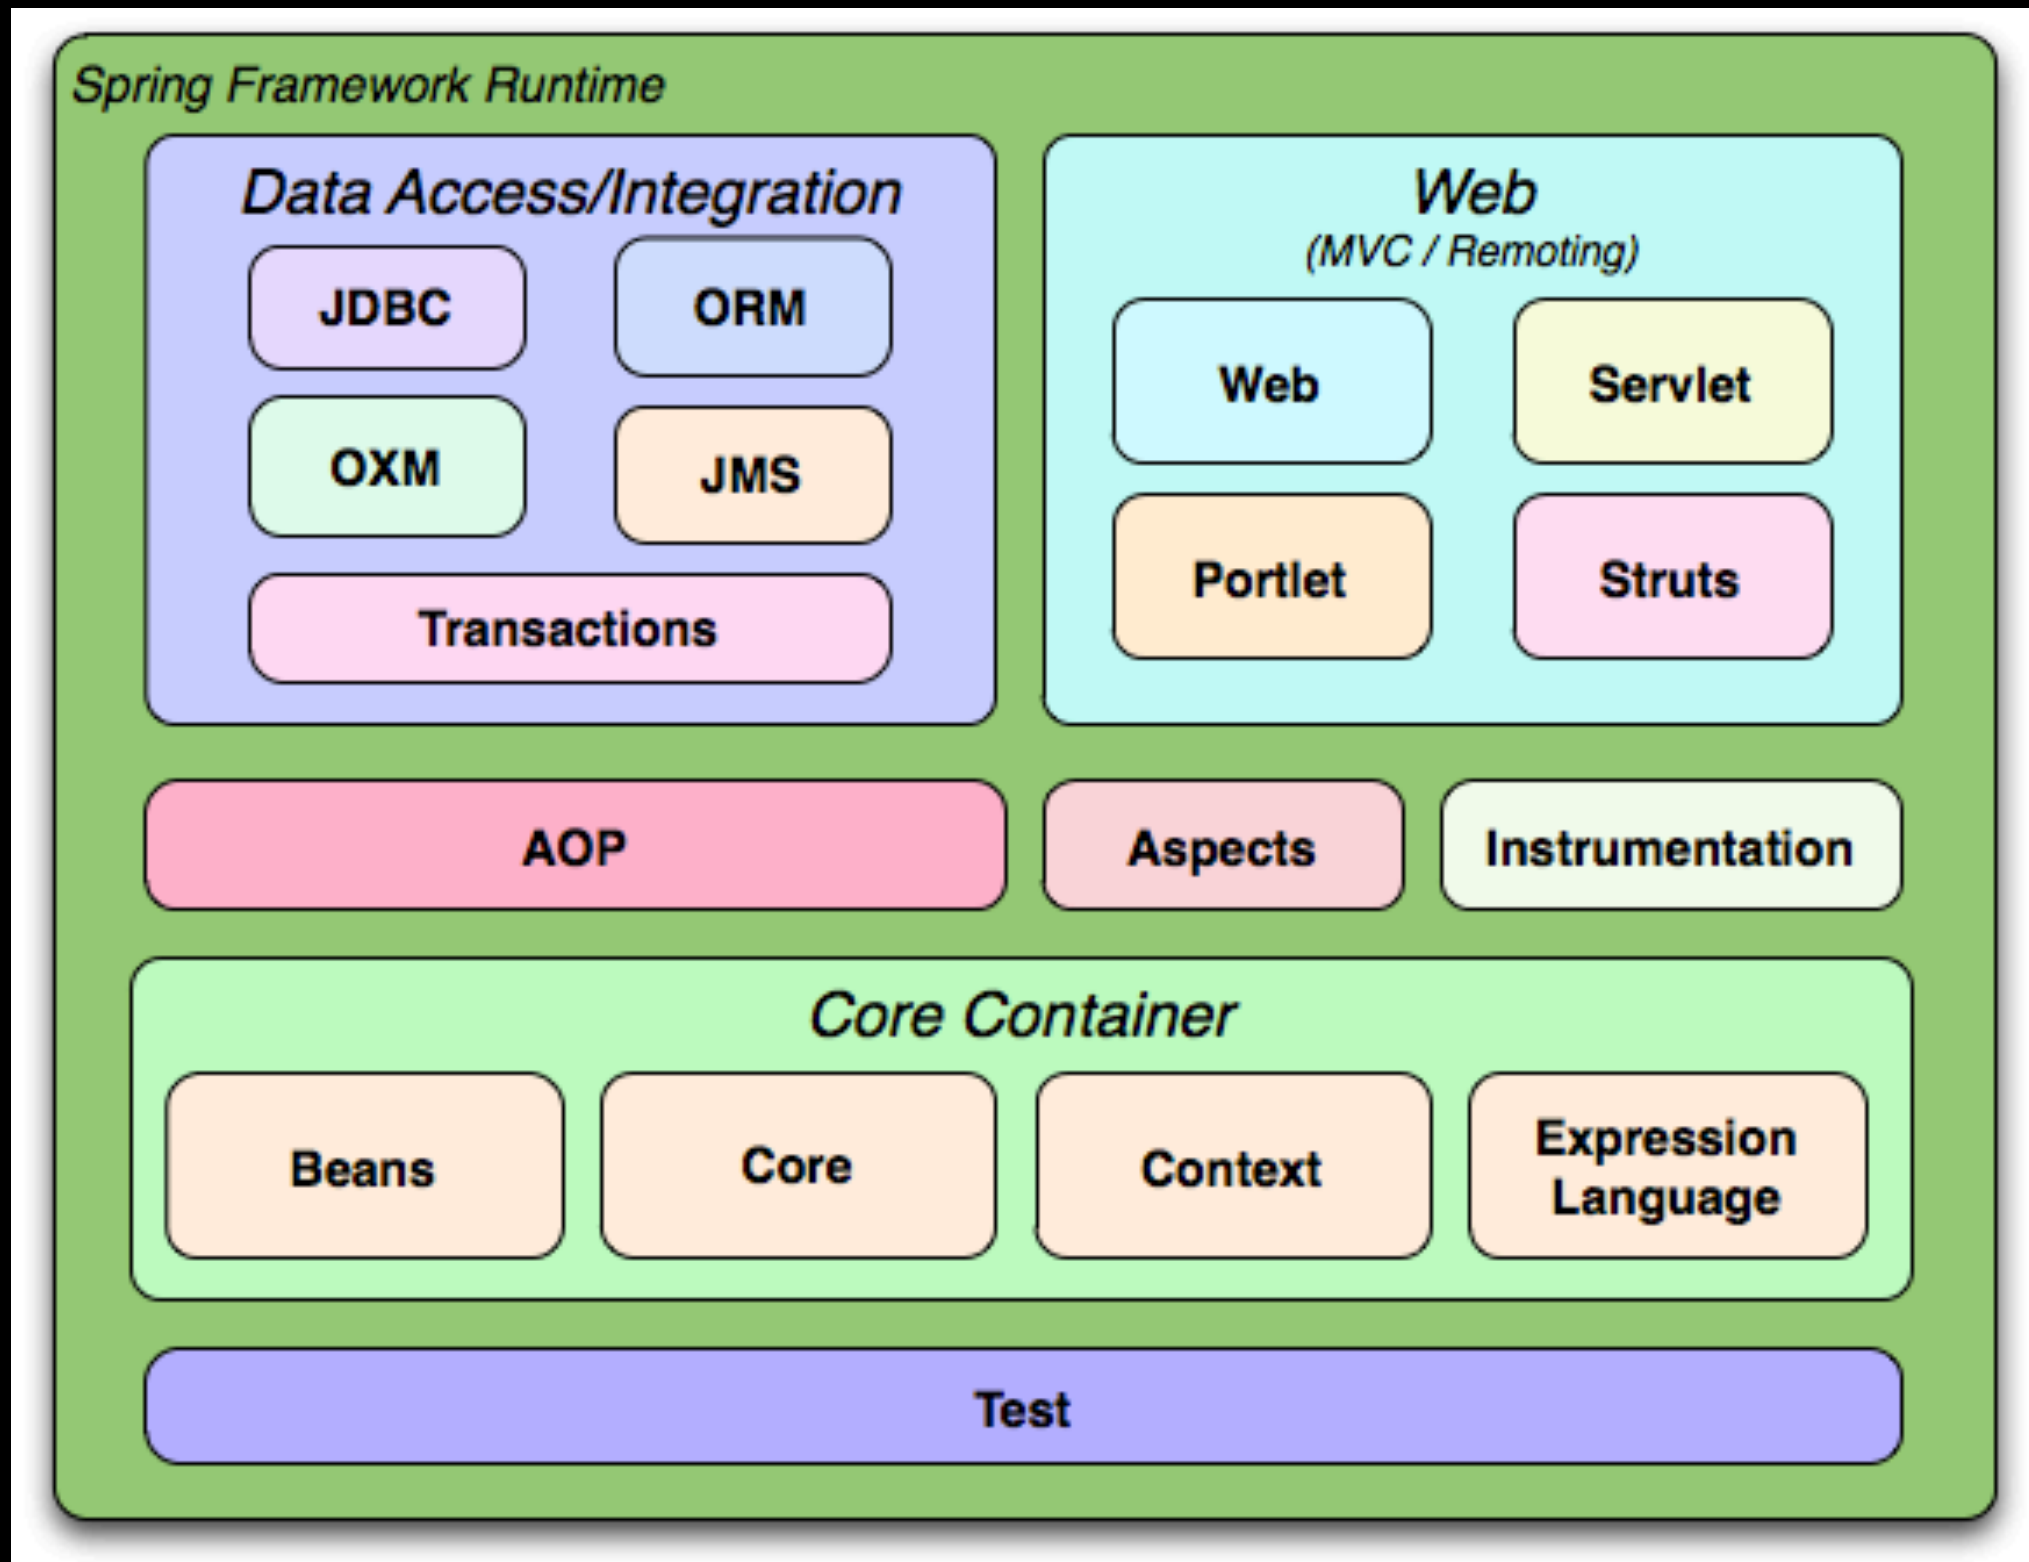 Spring Framework Runtime
Data Access/Integration
JDBC
ORM
OXM
JMS
Transactions
Web
(MVC / Remoting)
Web
Servlet
Portlet
Struts
AOP
Aspects
Instrumentation
Core Container
Beans
Core
Context
Expression
Language
Test